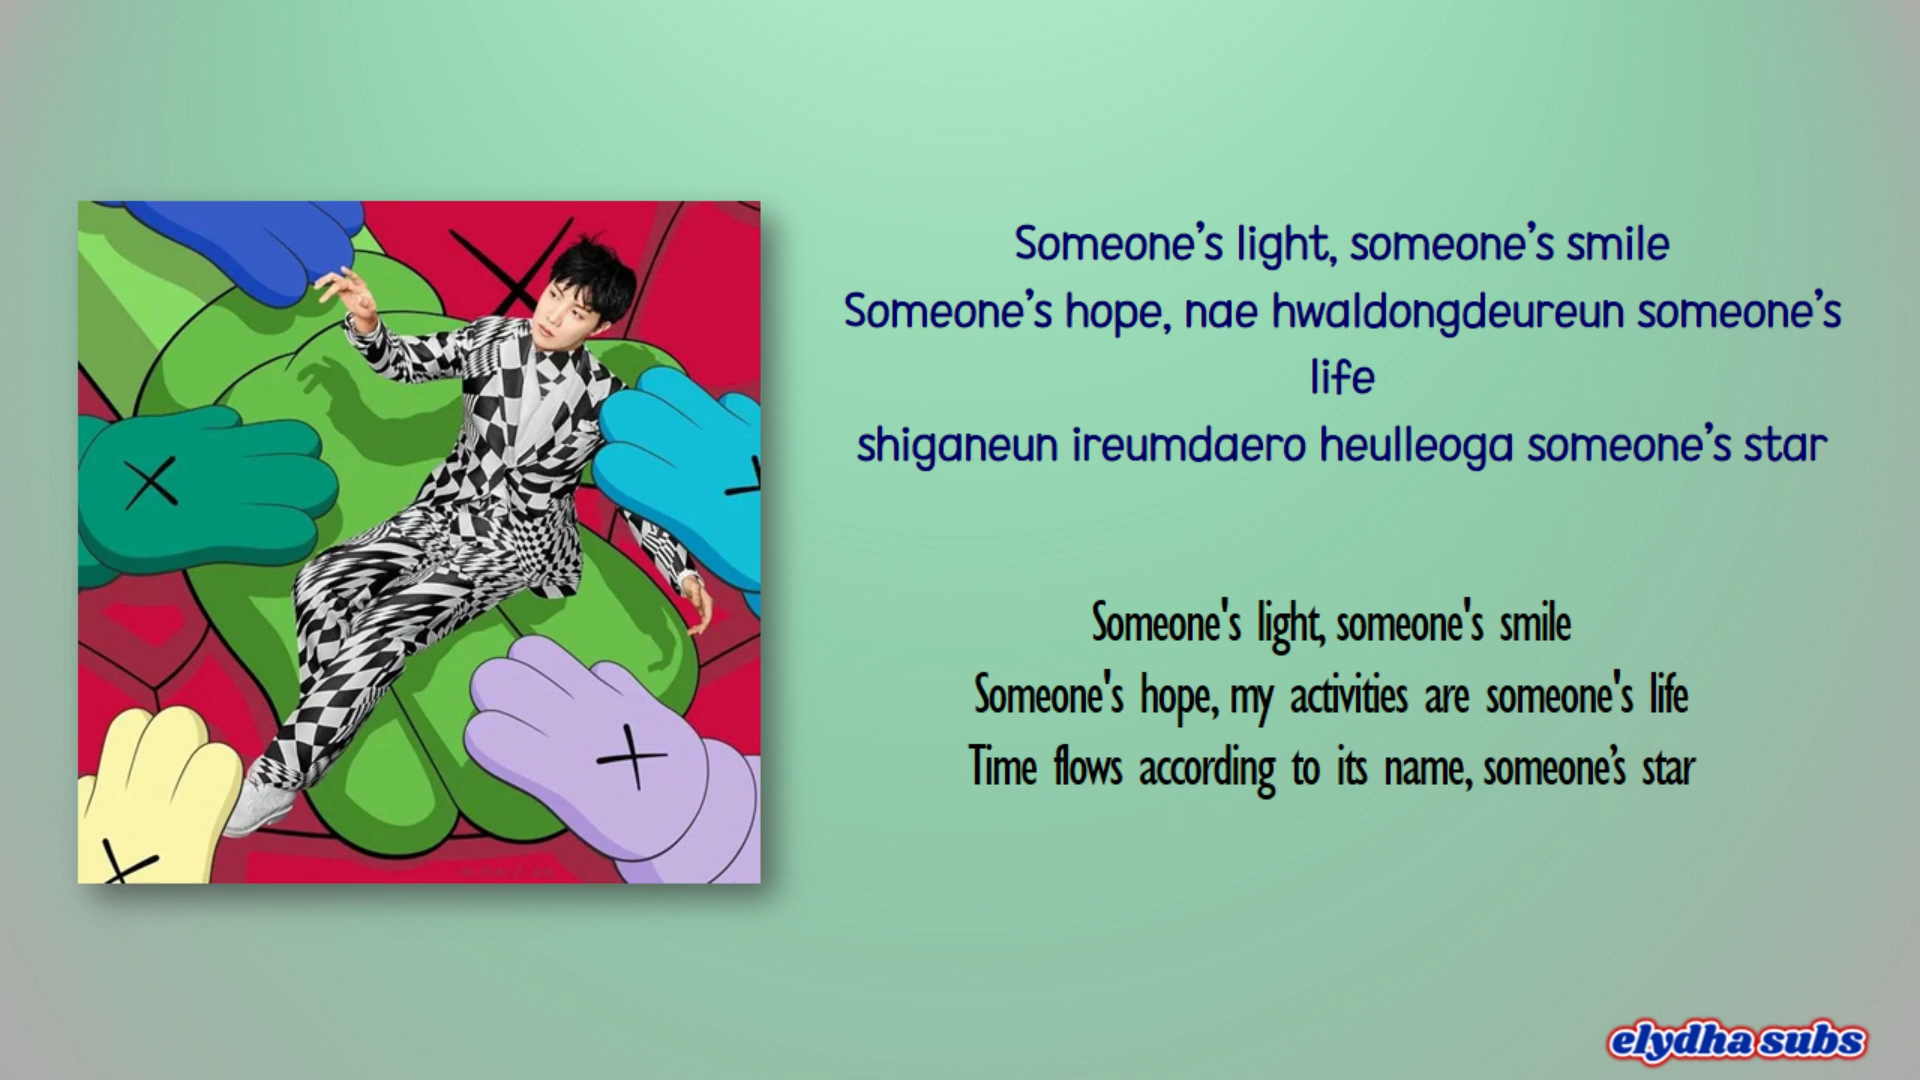 Someone’s light, someone’s smile
Someone’s hope, nae hwaldongdeureun someone’s
life
shiganeun ireumdaero heulleoga someone’s star
Someone's light, someone's smile
Someone's hope, my activities are someone's life
Time flows according to its name, someone’s star
elydha subs